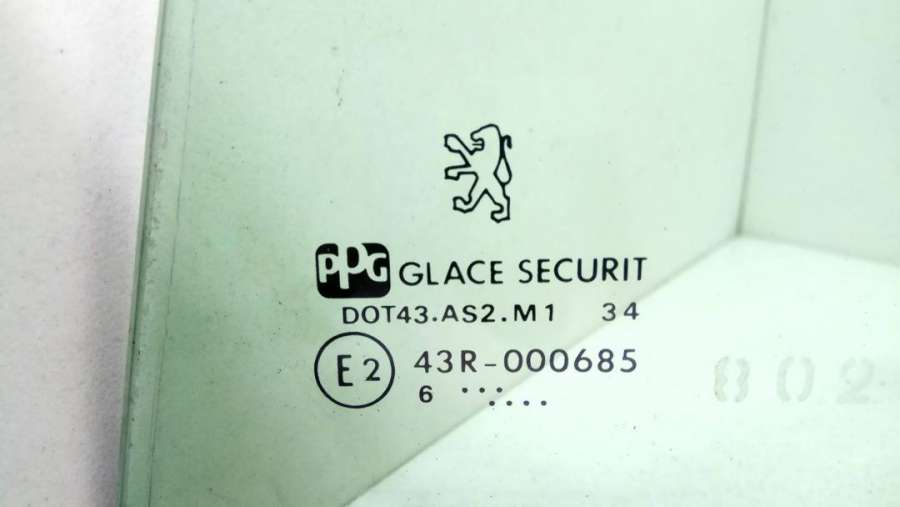 PPG GLACE SECURIT
DOT43.AS2.M1 34
E2 43R-000685
6 ... ....
802